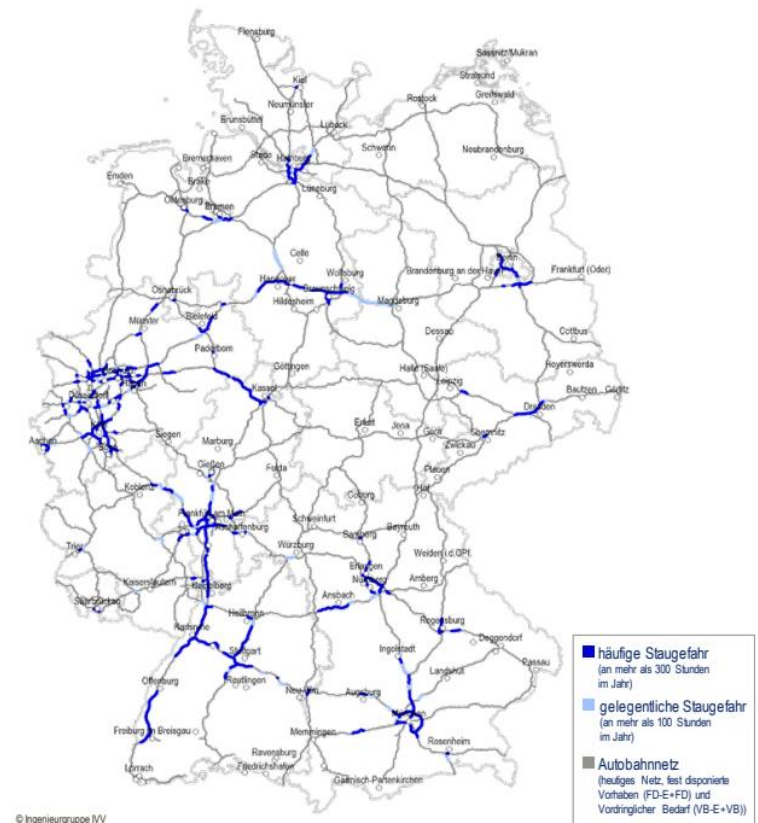 Flensburg
Sassnitz/Mukran
Stralsund
Kiel
Greifswald
Rostock
Neumünster
Brunsbüttel
Lübeck
Schwerin
Neubrandenburg
Stade
Hamburg
Bremerhaven
Emden
Brake
Lüneburg
Oldenburg
Bremen
Celle
Berlin
Wolfsburg
Brandenburg an der Havel
Frankfurt (Oder)
Hannover
Braunschweig
Osnabrück
Hildesheim
Magdeburg
Münster
Bielefeld
Dessau
Cottbus
Paderborn
Göttingen
Halle (Saale)
Hoyerswerda
Leipzig
Kassel
Bautzen
Görlitz
Düsseldorf
Dresden
Siegen
Erfurt
Jena
Gera
Chemnitz
Aachen
Marburg
Zwickau
Gießen
Plauen
Fulda
Koblenz
Hof
Coburg
Frankfurt am Main
Schweinfurt
Aschaffenburg
Bamberg
Bayreuth
Trier
Würzburg
Weiden i.d.OPf.
Erlangen
Kaiserslautern
Heidelberg
Nürnberg
Amberg
Saarbrücken
Ansbach
Heilbronn
Regensburg
Karlsruhe
Deggendorf
Stuttgart
Ingolstadt
Passau
Offenburg
Reutlingen
Landshut
Neu-Ulm
Augsburg
München
Freiburg im Breisgau
Memmingen
Rosenheim
Ravensburg
Lörrach
Friedrichshafen
Garmisch-Partenkirchen
häufige Staugefahr
(an mehr als 300 Stunden
im Jahr)
gelegentliche Staugefahr
(an mehr als 100 Stunden
im Jahr)
Autobahnnetz
(heutiges Netz, fest disponierte
Vorhaben (FD-E+FD) und
Vordringlicher Bedarf (VB-E+VB))
© Ingenieurgruppe IVV